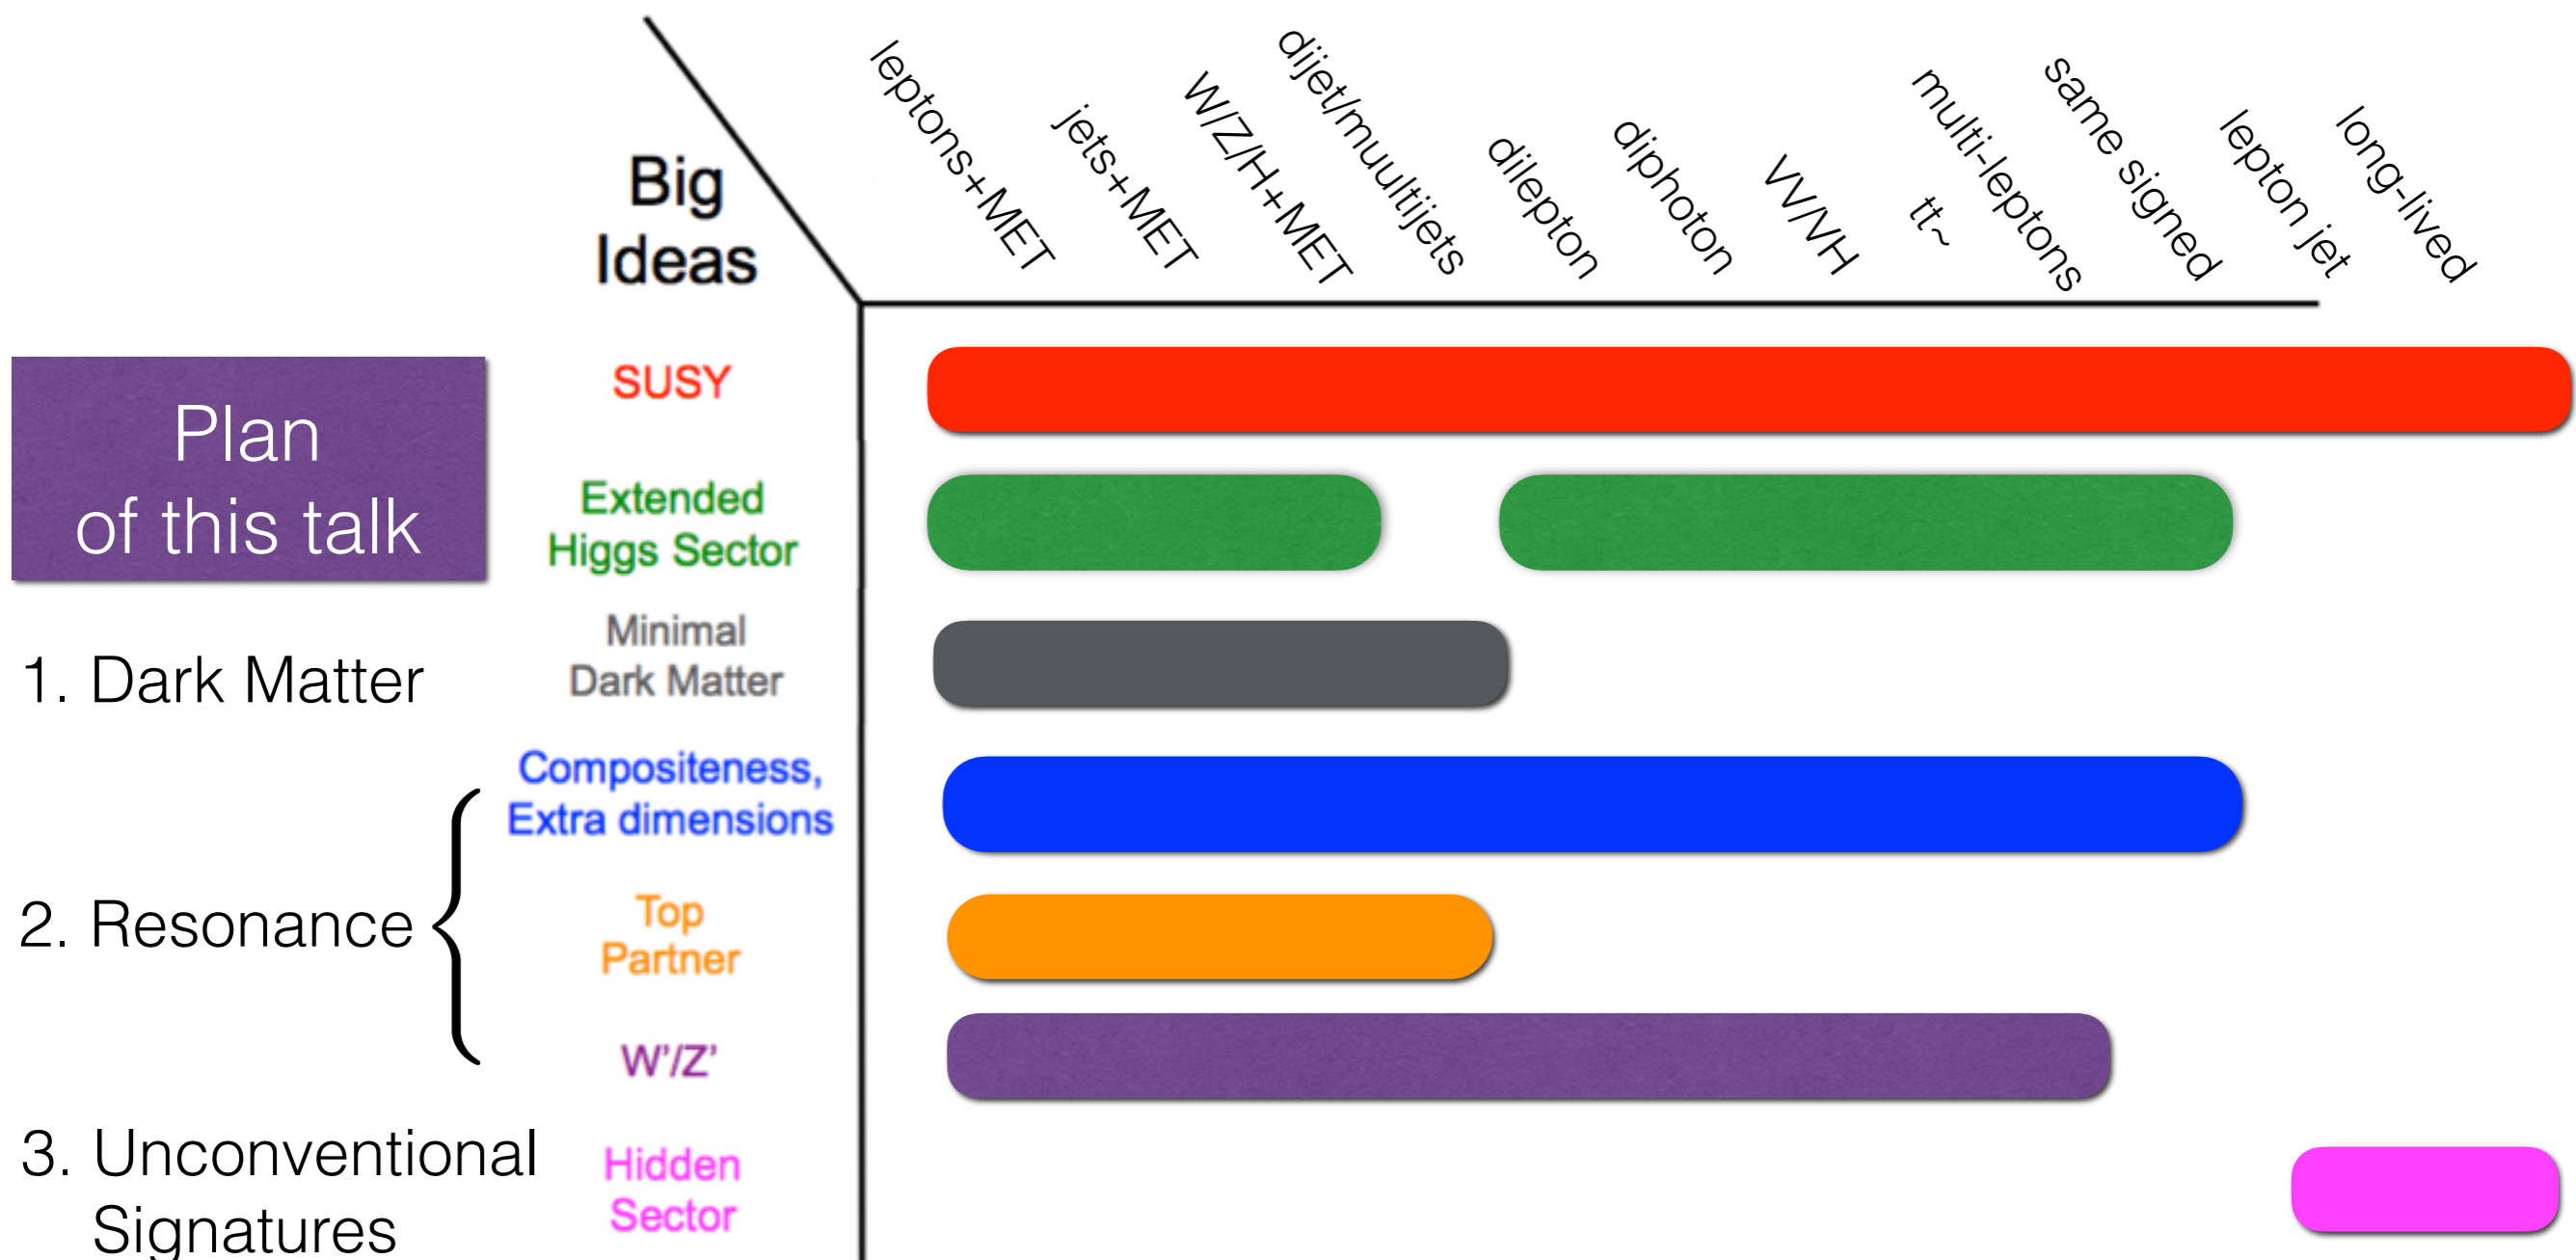 leptons+MET
jets+MET
W/Z/H+MET
dijet/muultijets
dilepton
diphoton
VV/VH
tt~
multi-leptons
same signed
lepton jet
long-lived
Big
Ideas
SUSY
Plan
of this talk
Extended
Higgs Sector
1. Dark Matter
Minimal
Dark Matter
Compositeness,
Extra dimensions
2. Resonance
Top
Partner
W'/Z'
3. Unconventional
Signatures
Hidden
Sector